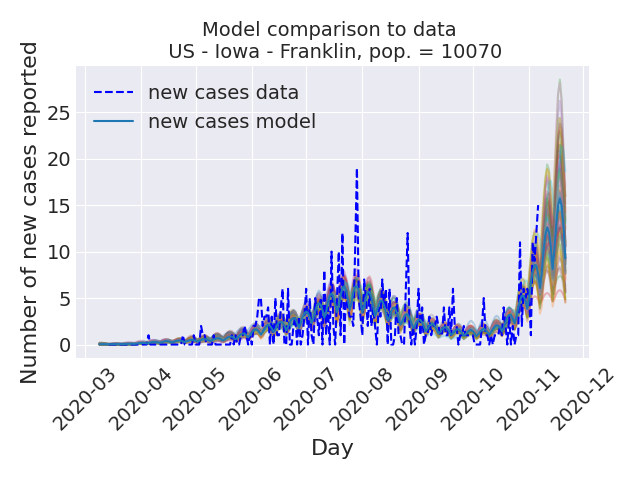 Model comparison to data
US - Iowa - Franklin, pop. = 10070
Number of new cases reported
25
20
15
10
5
0
new cases data
new cases model
2020-03
2020-04
2020-05
2020-06
2020-07
2020-08
2020-09
2020-10
2020-11
2020-12
Day